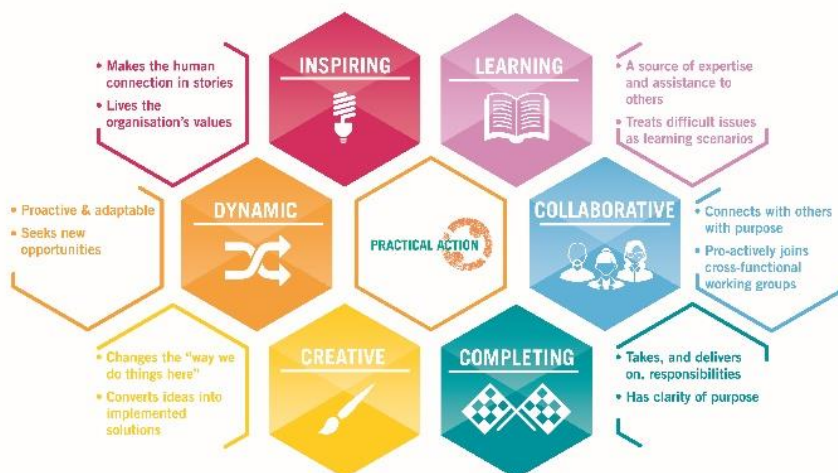 INSPIRING
• Makes the human
connection in stories
• Lives the
organisation's values
LEARNING
• A source of expertise
and assistance to
others
• Treats difficult issues
as learning scenarios
DYNAMIC
• Proactive & adaptable
• Seeks new
opportunities
PRACTICAL ACTION
COLLABORATIVE
• Connects with others
with purpose
• Pro-actively joins
cross-functional
working groups
CREATIVE
• Changes the “way we
do things here”
• Converts ideas into
implemented
solutions
COMPLETING
• Takes, and delivers
on, responsibilities
• Has clarity of purpose